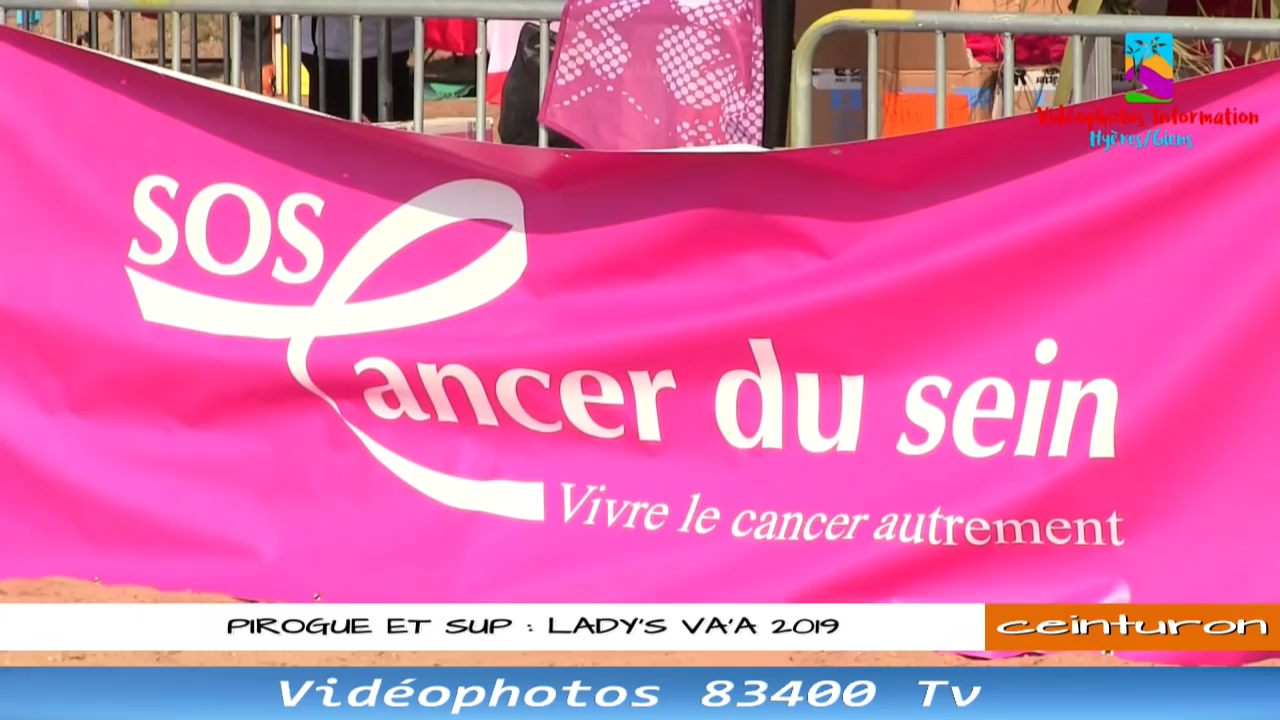 Vidéophotos Information
Hyères/Giens
SOS
Cancer du sein
Vivre le cancer autrement
PIROGUE ET SUP : LADY'S VA'A 2019
ceinturon
Vidéophotos 83400 Tv